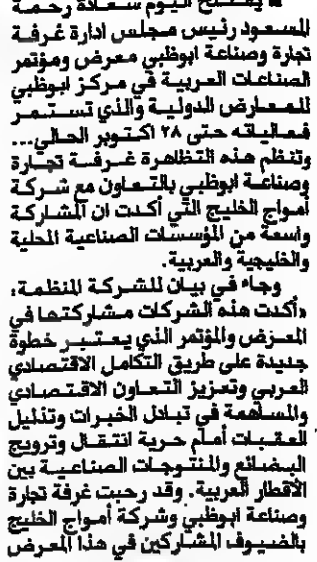 يفتتح اليوم سعادة رحمة
المسعود رئيس مجلس ادارة غرفة
تجارة وصناعة ابوظبي معرض ومؤتمر
الصناعات العربية في مركز ابوظبي
للمعارض الدولية والذي تستمر
فعالياته حتى ٢٨ اكتوبر الحالي...
وتنظم هذه التظاهرة غرفة تجارة
وصناعة ابوظبي بالتعاون مع شركة
أمواج الخليج التي أكدت ان المشاركة
واسعة من المؤسسات الصناعية المحلية
والخليجية والعربية.
وجاء في بيان للشركة المنظمة:
«أكدت هذه الشركات مشاركتها في
المعرض والمؤتمر الذي يعتبر خطوة
جديدة على طريق التكامل الاقتصادي
العربي وتعزيز التعاون الاقتصادي
والمساهمة في تبادل الخبرات وتذليل
العقبات أمام حرية انتقال وترويج
البضائع والمنتوجات الصناعية بين
الأقطار العربية. وقد رحبت غرفة تجارة
وصناعة ابوظبي وشركة أمواج الخليج
بالضيوف المشاركين في هذا المعرض